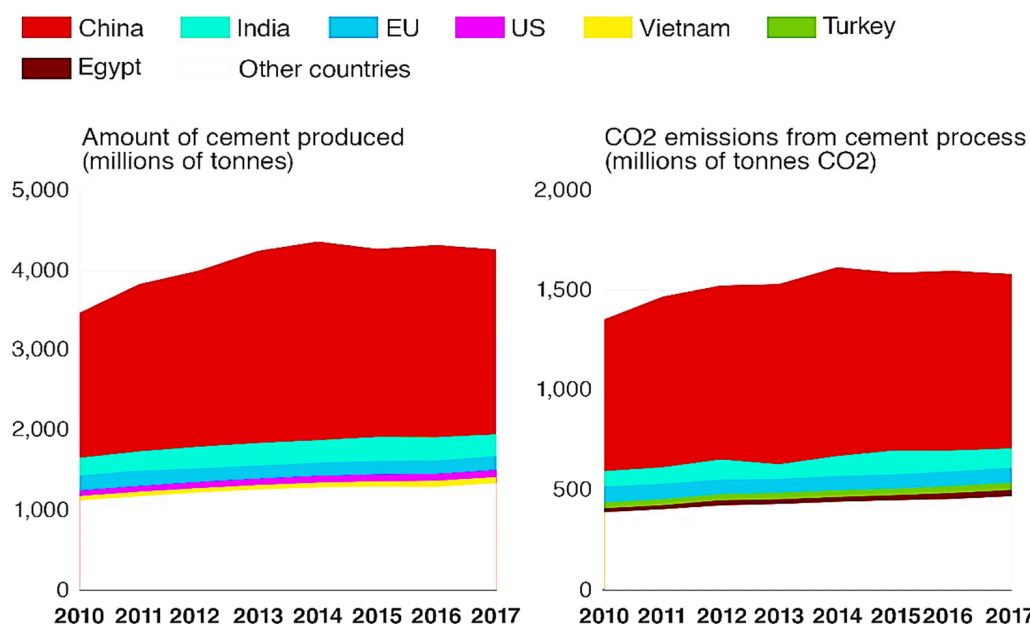 China India EU US Vietnam Turkey
Egypt Other countries
Amount of cement produced
(millions of tonnes)
5,000
4,000
3,000
2,000
1,000
0
2010 2011 2012 2013 2014 2015 2016 2017
CO2 emissions from cement process
(millions of tonnes CO2)
2,000
1,500
1,000
500
0
2010 2011 2012 2013 2014 2015 2016 2017